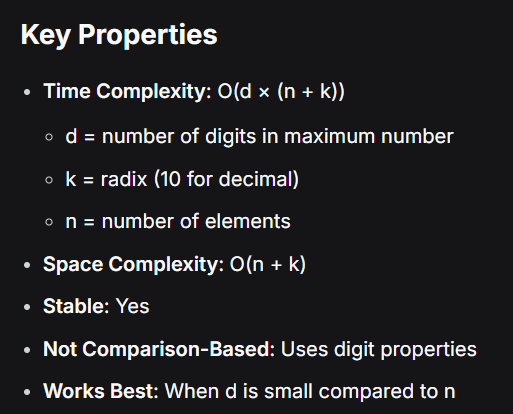 Key Properties
• Time Complexity: O(d × (n + k))
◦ d = number of digits in maximum number
◦ k = radix (10 for decimal)
◦ n = number of elements
• Space Complexity: O(n + k)
• Stable: Yes
• Not Comparison-Based: Uses digit properties
• Works Best: When d is small compared to n